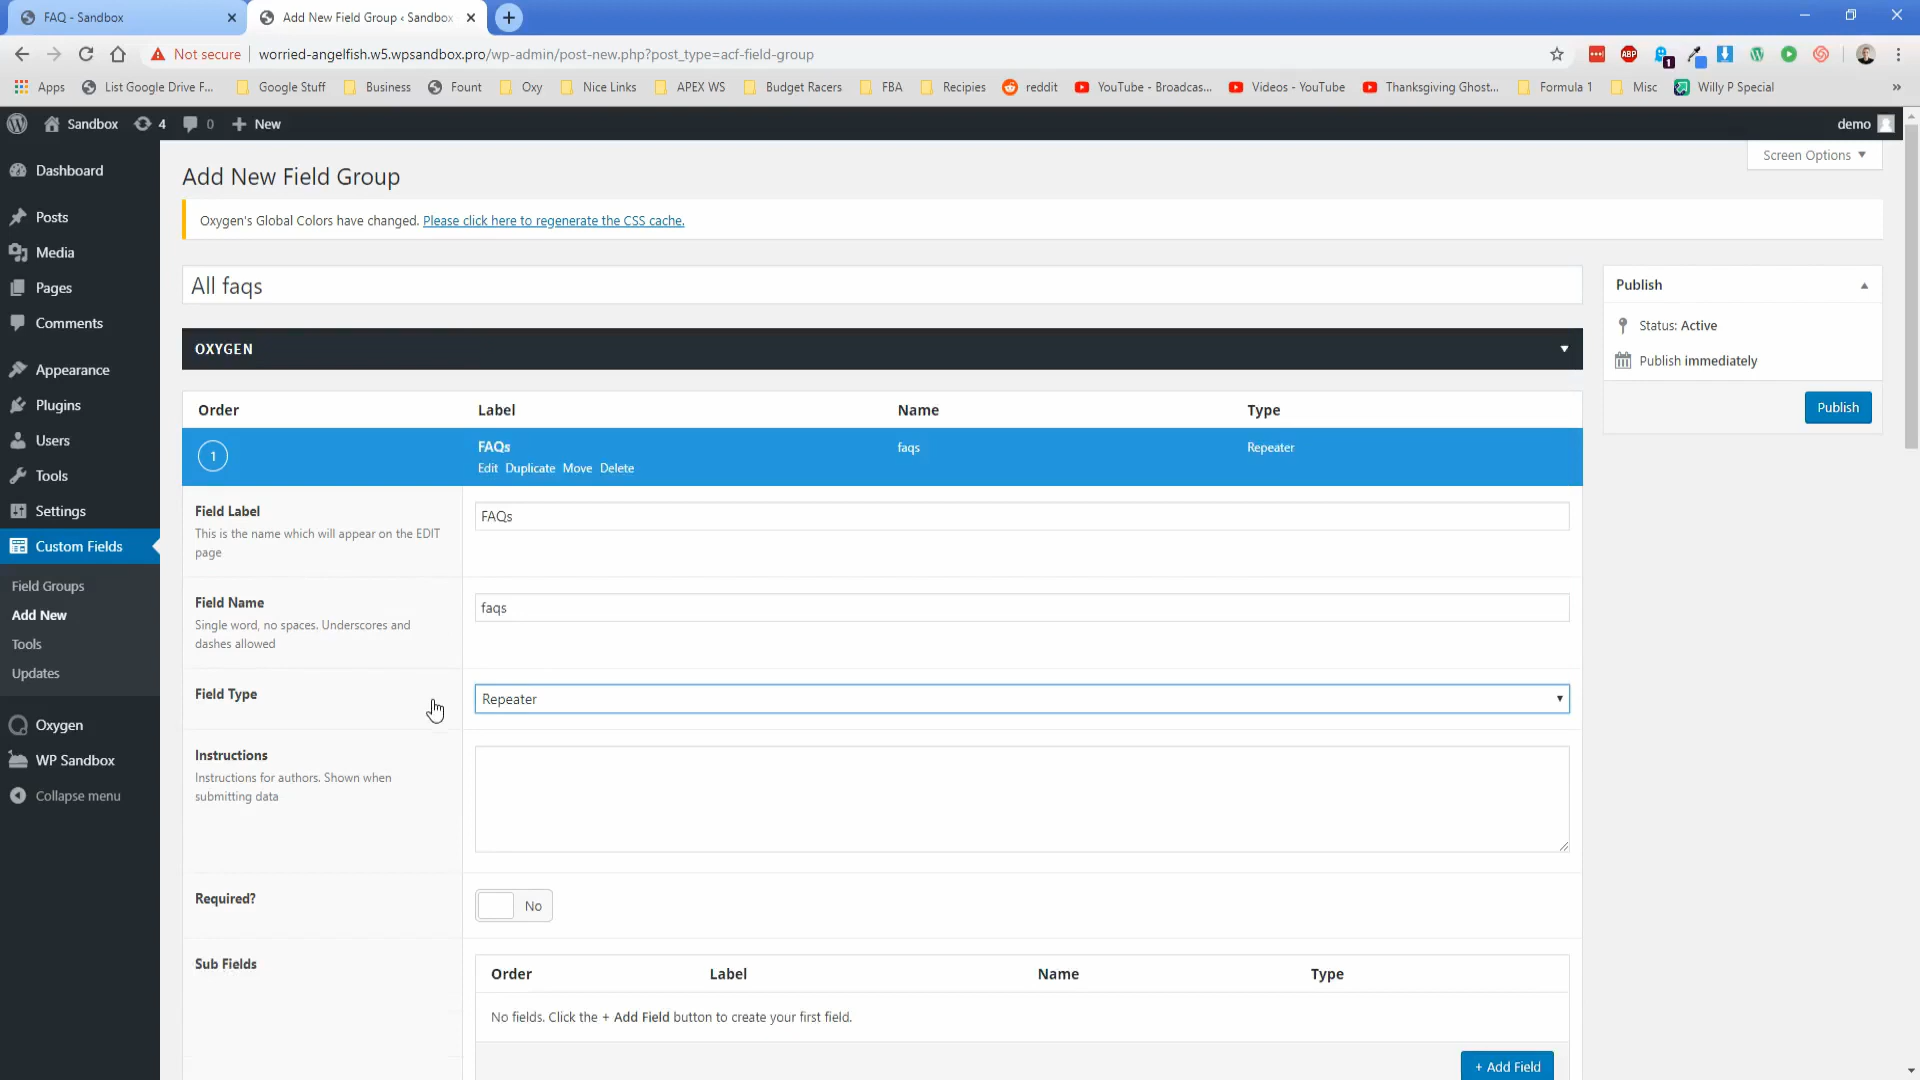 FAQ - Sandbox
Add New Field Group ‹ Sandbox
Not secure
worried-angelfish.w5.wpsandbox.pro/wp-admin/post-new.php?post_type=acf-field-group
ABP
1
Apps
List Google Drive F...
Google Stuff
Business
Fount
Oxy
Nice Links
APEX WS
Budget Racers
FBA
Recipies
reddit
YouTube - Broadcas...
Videos - YouTube
Thanksgiving Ghost...
Formula 1
Misc
Willy P Special
»
Sandbox
4
0
New
demo
Screen Options
Dashboard
Posts
Media
Pages
Comments
Appearance
Plugins
Users
Tools
Settings
Custom Fields
Field Groups
Add New
Tools
Updates
Oxygen
WP Sandbox
Collapse menu
Add New Field Group
Oxygen's Global Colors have changed. Please click here to regenerate the CSS cache.
All faqs
OXYGEN
Order Label Name Type
1
FAQs faqs Repeater
Edit Duplicate Move Delete
Field Label
This is the name which will appear on the EDIT
page
FAQs
Field Name
Single word, no spaces. Underscores and
dashes allowed
faqs
Field Type
Repeater
Instructions
Instructions for authors. Shown when
submitting data
Required?
No
Sub Fields
Order Label Name Type
No fields. Click the + Add Field button to create your first field.
+ Add Field
Publish
Status: Active
Publish immediately
Publish